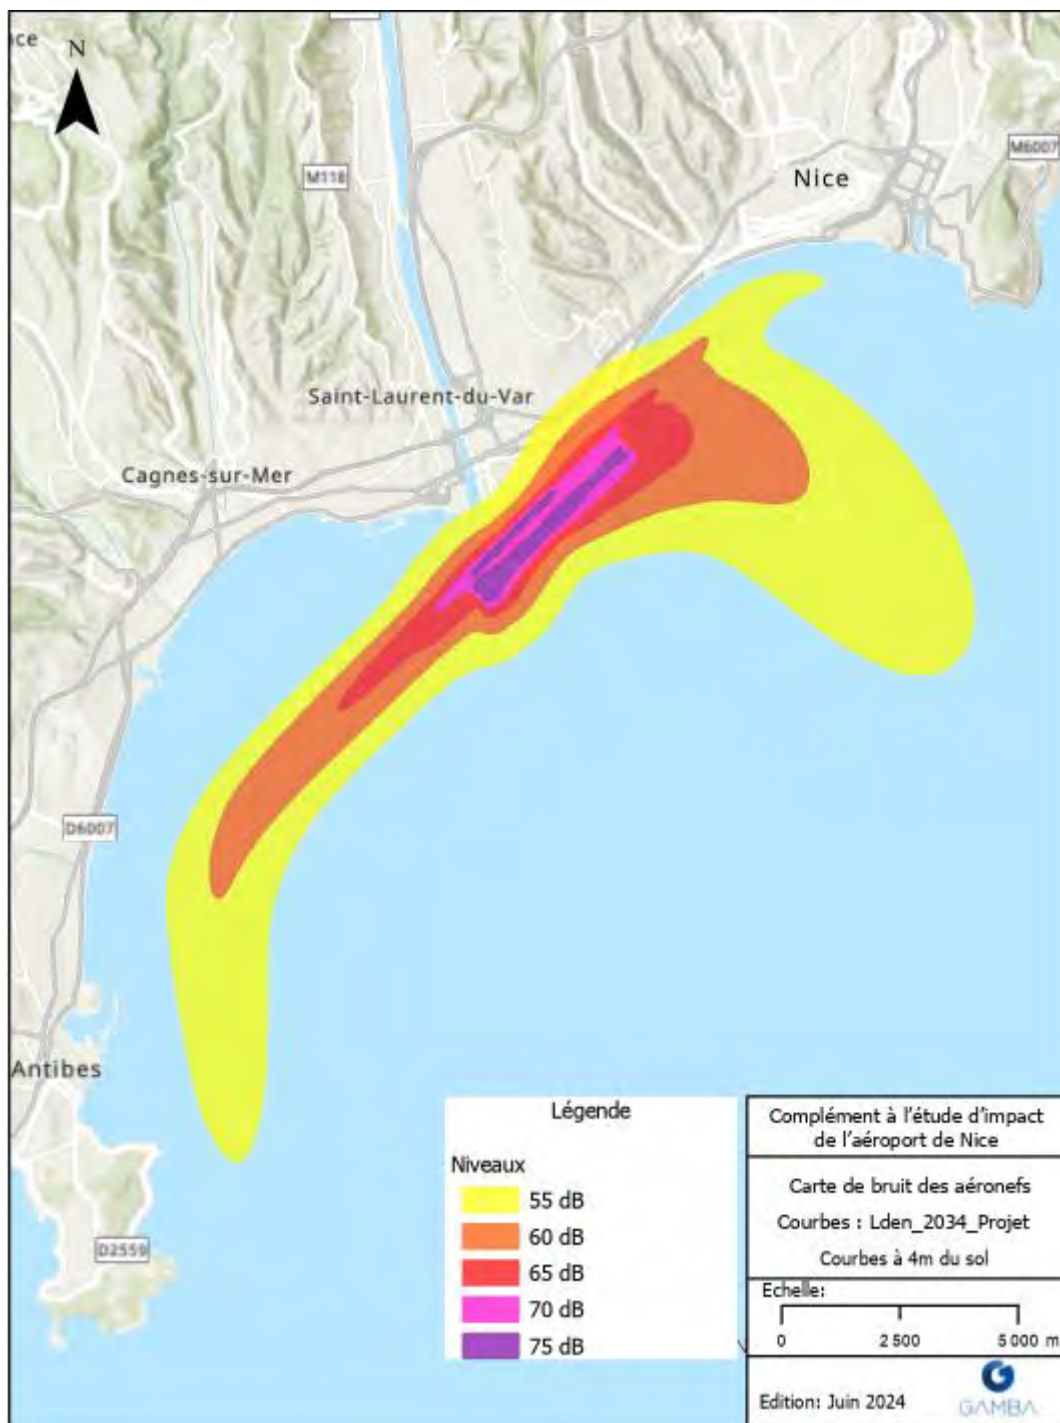 ce
N
M6007
M118
Nice
Saint-Laurent-du-Var
Cagnes-sur-Mer
D6007
Antibes
D2559
Légende
Niveaux
55 dB
60 dB
65 dB
70 dB
75 dB
Complément à l'étude d'impact
de l'aéroport de Nice
Carte de bruit des aéronefs
Courbes : Lden_2034_Projet
Courbes à 4m du sol
Echelle:
0 2 500 5 000 m
Edition: Juin 2024
GAMBA